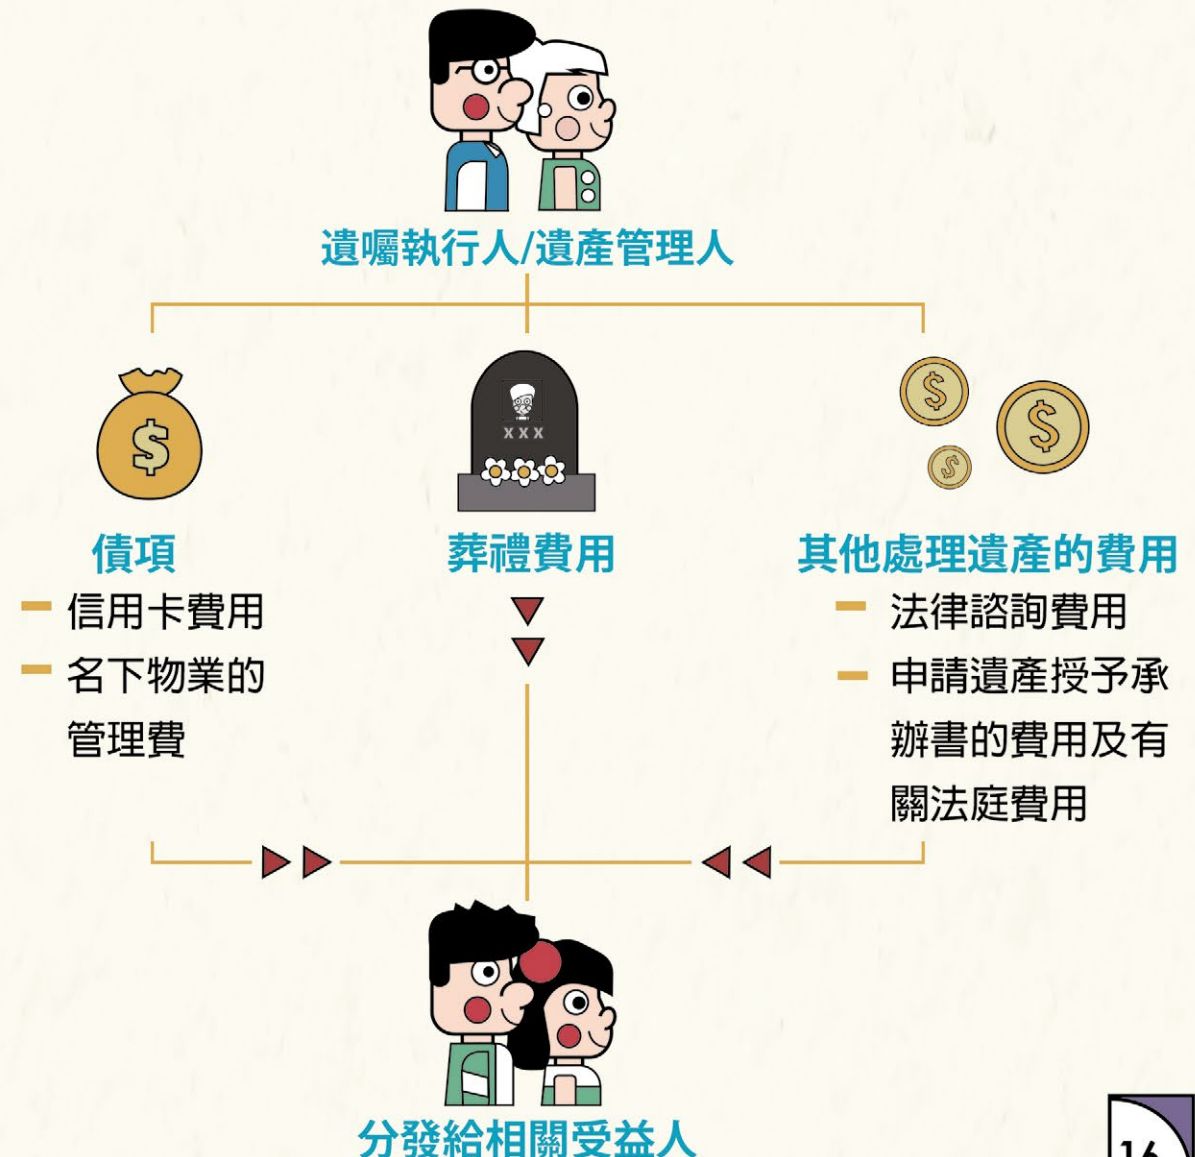 遺囑執行人/遺產管理人
$
XXX
$
$
$
債項
信用卡費用
名下物業的
管理費
葬禮費用
其他處理遺產的費用
法律諮詢費用
申請遺產授予承
辦書的費用及有
關法庭費用
分發給相關受益人
16